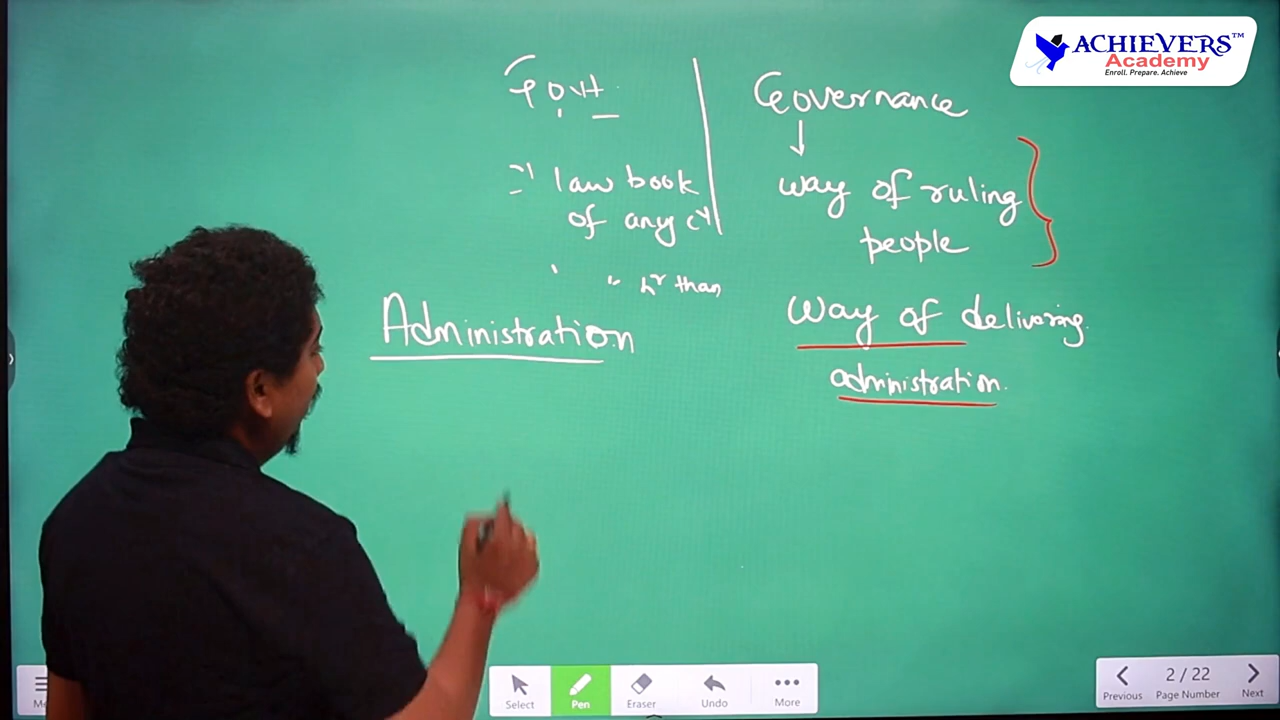 ACHIEVERS™
Academy
Enroll. Prepare. Achieve
Govt.
law book
of any cy
than
Administration
Governance
way of ruling
people
way of delivering
administration.
Select
Pen
Eraser
Undo
More
Previous
2 / 22
Page Number
Next